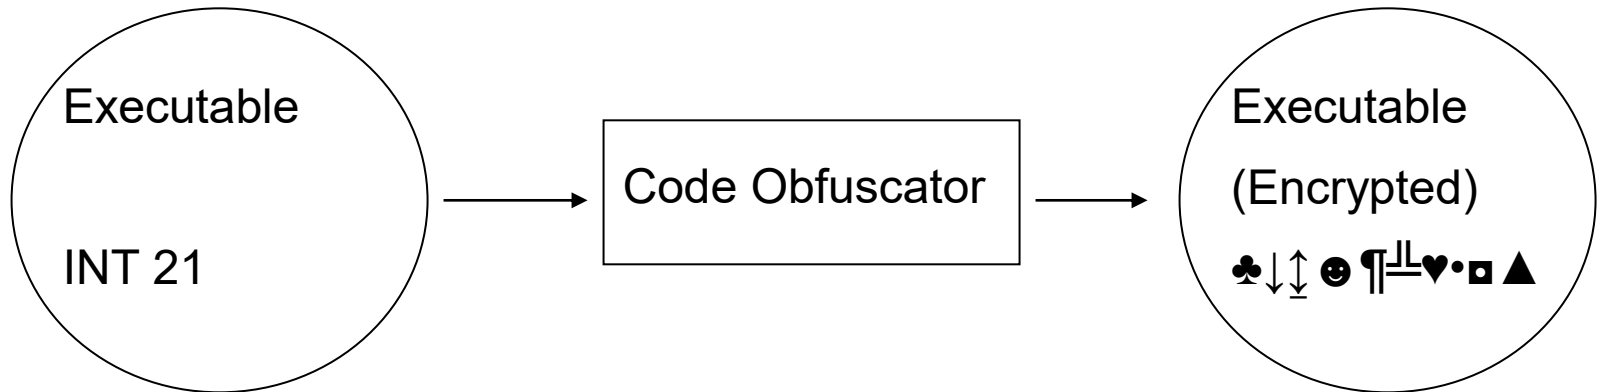 Executable
INT 21
Code Obfuscator
Executable
(Encrypted)
♣↓↨☻¶╩♥•◘▲